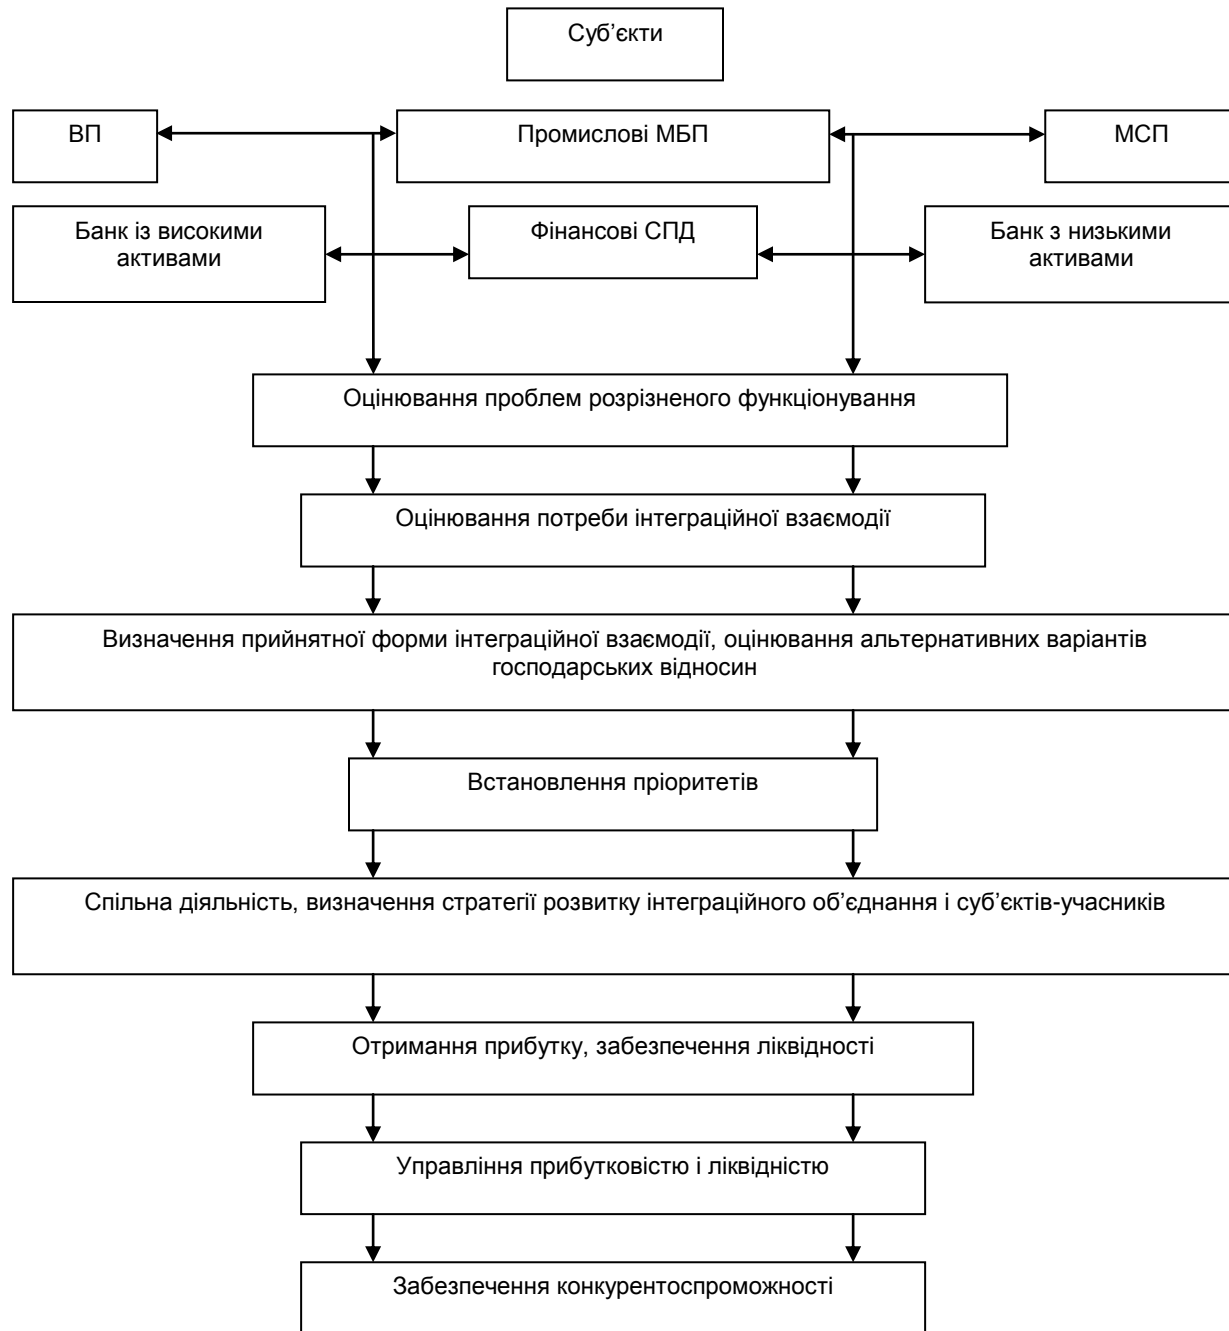 Суб’єкти
ВП
Промислові МБП
МСП
Банк із високими
активами
Фінансові СПД
Банк з низькими
активами
Оцінювання проблем розрізненого функціонування
Оцінювання потреби інтеграційної взаємодії
Визначення прийнятної форми інтеграційної взаємодії, оцінювання альтернативних варіантів
господарських відносин
Встановлення пріоритетів
Спільна діяльність, визначення стратегії розвитку інтеграційного об’єднання і суб’єктів-учасників
Отримання прибутку, забезпечення ліквідності
Управління прибутковістю і ліквідністю
Забезпечення конкурентоспроможності